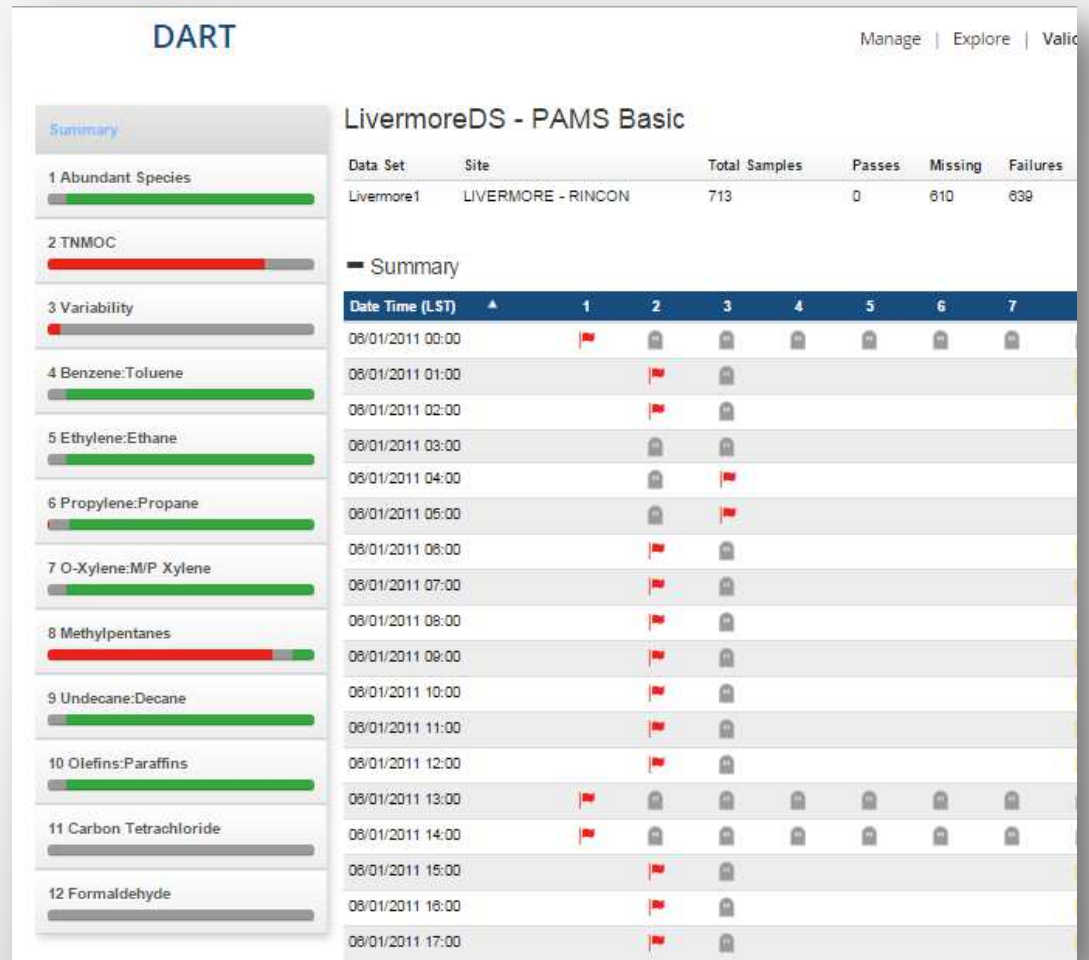 DART
Manage | Explore | Valid
Summary
1 Abundant Species
2 TNMOC
3 Variability
4 Benzene:Toluene
5 Ethylene:Ethane
6 Propylene:Propane
7 O-Xylene:M/P Xylene
8 Methylpentanes
9 Undecane:Decane
10 Olefins:Paraffins
11 Carbon Tetrachloride
12 Formaldehyde
LivermoreDS - PAMS Basic
Data Set Site Total Samples Passes Missing Failures
Livermore1 LIVERMORE - RINCON 713 0 610 639
Summary
Date Time (LST) 1 2 3 4 5 6 7
06/01/2011 00:00
06/01/2011 01:00
06/01/2011 02:00
06/01/2011 03:00
06/01/2011 04:00
06/01/2011 05:00
06/01/2011 06:00
06/01/2011 07:00
06/01/2011 08:00
06/01/2011 09:00
06/01/2011 10:00
06/01/2011 11:00
06/01/2011 12:00
06/01/2011 13:00
06/01/2011 14:00
06/01/2011 15:00
06/01/2011 16:00
06/01/2011 17:00